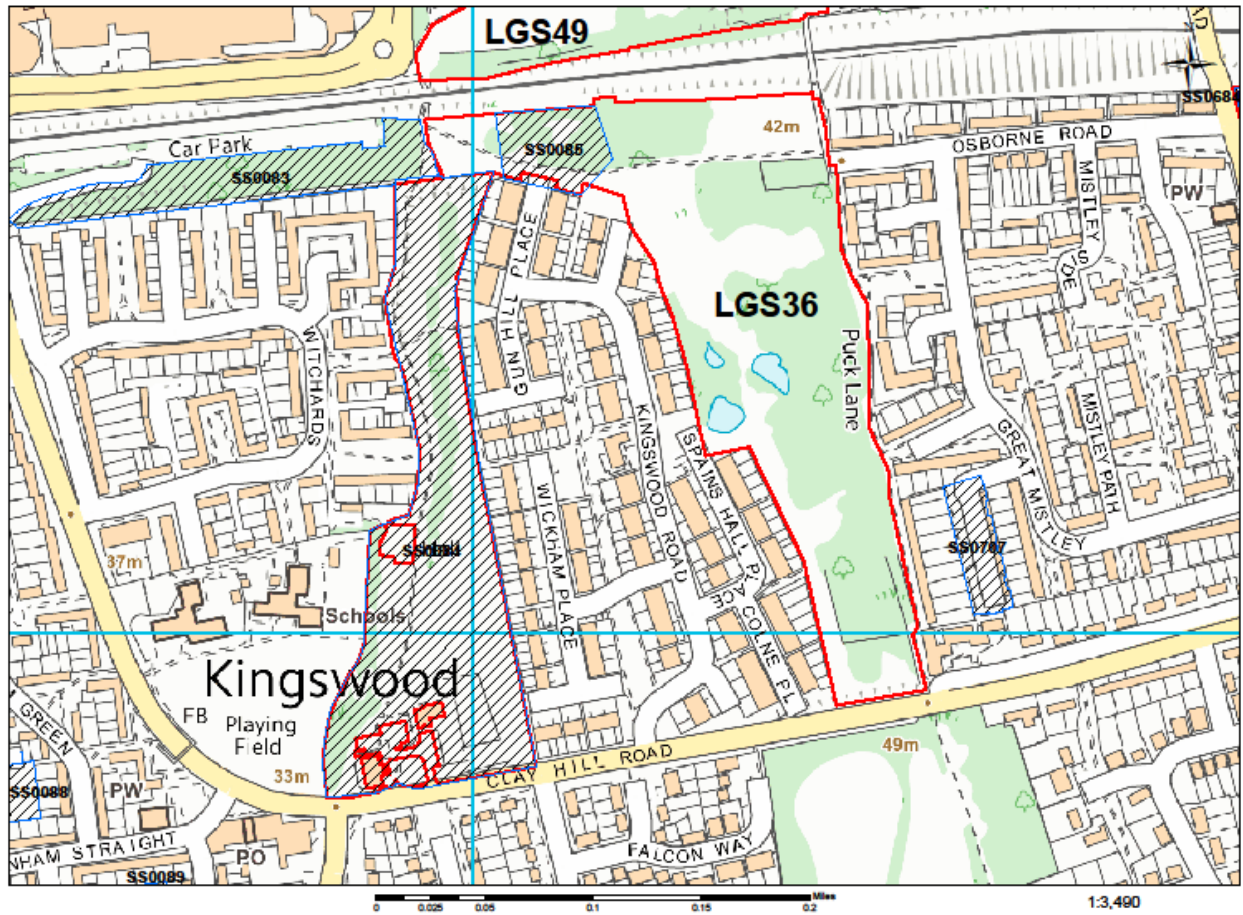 LGS49
SS0684
42m
OSBORNE ROAD
Car Park
SS0085
SS0083
MISTLEY
SIDE
PW
GUN HILL PLACE
LGS36
Puck Lane
WITCHARDS
KINGSWOOD ROAD
SPAINS HALL PLACE
MISTLEY PATH
GREAT MISTLEY
WICKHAM PLACE
SS0707
37m
COLNE PL
Schools
Kingswood
FB
Playing
Field
GREEN
49m
CLAY HILL ROAD
33m
SS0088
PW
NHAM STRAIGHT
PO
FALCON WAY
SS0089
Miles
0 0.025 0.05 0.1 0.15 0.2
1:3,490